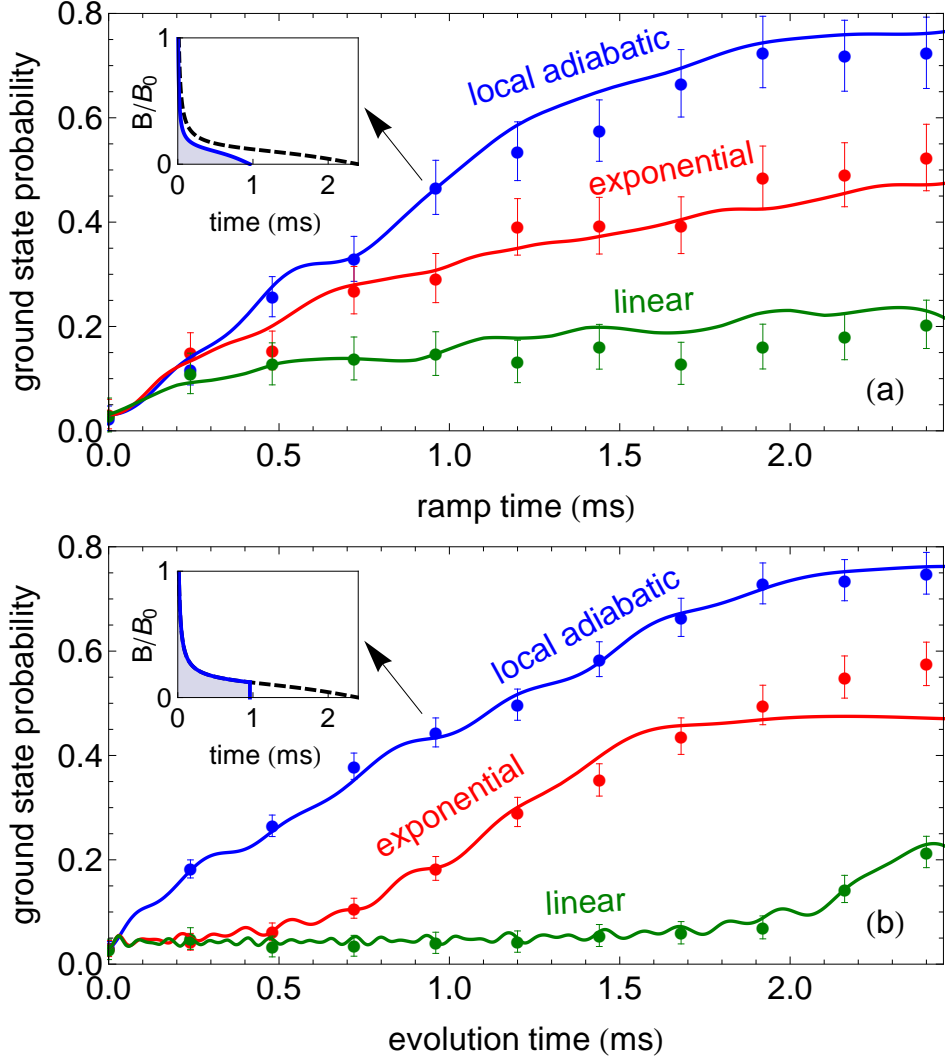 0.8
0.6
0.4
0.2
0.0
ground state probability
1
B/B0
0
0 1 2
time (ms)
local adiabatic
exponential
linear
(a)
0.0 0.5 1.0 1.5 2.0
ramp time (ms)
0.8
0.6
0.4
0.2
0.0
ground state probability
1
B/B0
0
0 1 2
time (ms)
local adiabatic
exponential
linear
(b)
0.0 0.5 1.0 1.5 2.0
evolution time (ms)